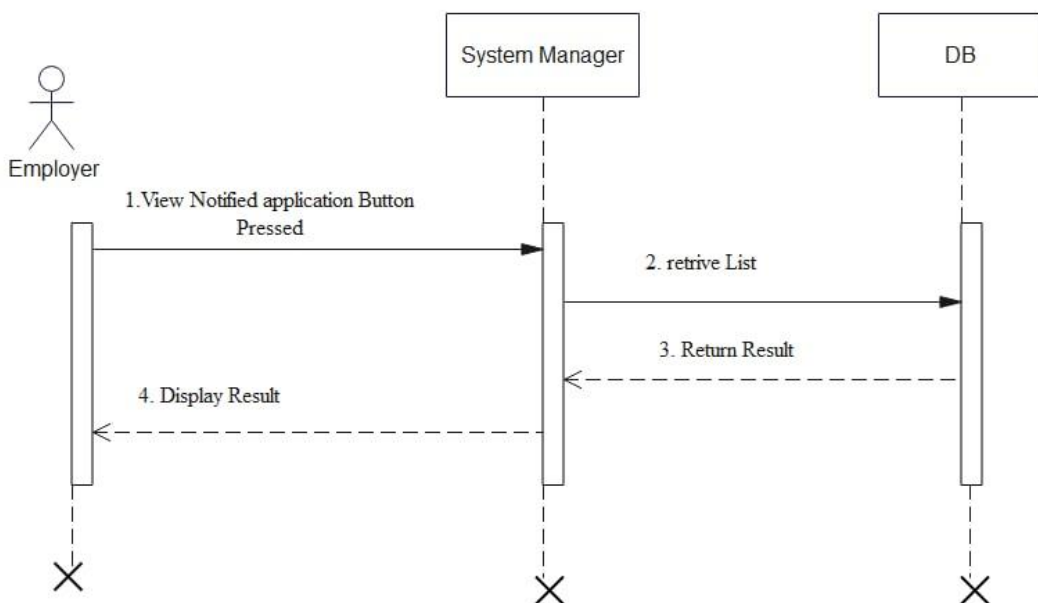 System Manager
DB
Employer
1.View Notified application Button
Pressed
2. retrive List
3. Return Result
4. Display Result